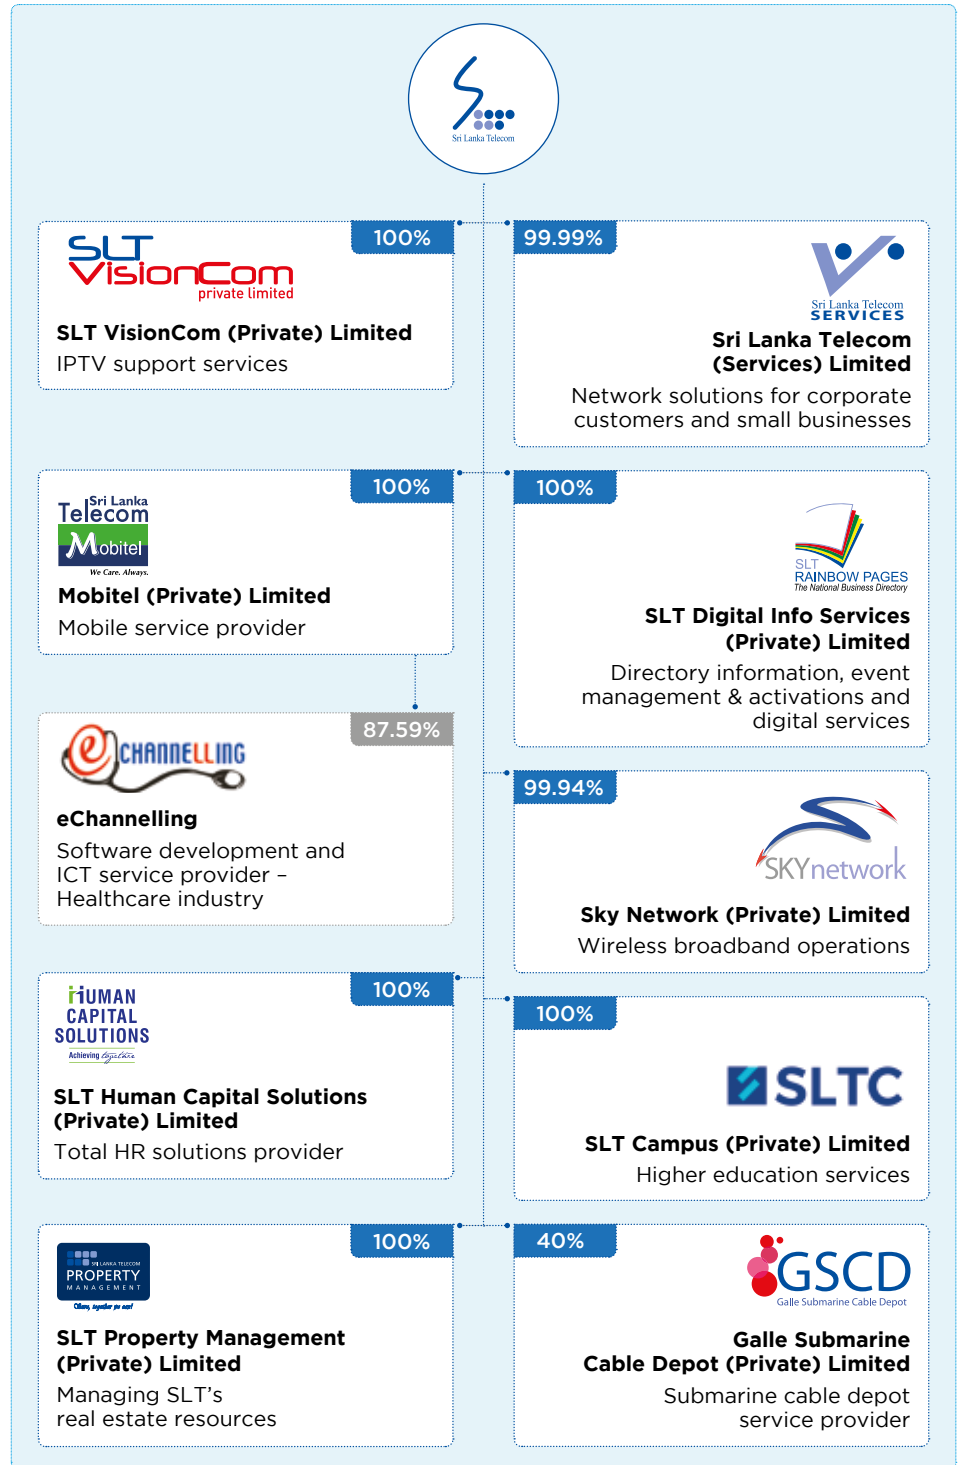 Sri Lanka Telecom
100%
SLT
VisionCom
private limited
SLT VisionCom (Private) Limited
IPTV support services
99.99%
Sri Lanka Telecom
SERVICES
Sri Lanka Telecom
(Services) Limited
Network solutions for corporate
customers and small businesses
100%
Sri Lanka
Telecom
Mobitel
We Care. Always.
Mobitel (Private) Limited
Mobile service provider
100%
SLT
RAINBOW PAGES
The National Business Directory
SLT Digital Info Services
(Private) Limited
Directory information, event
management & activations and
digital services
87.59%
eCHANNELLING
eChannelling
Software development and
ICT service provider –
Healthcare industry
99.94%
SKYnetwork
Sky Network (Private) Limited
Wireless broadband operations
100%
HUMAN
CAPITAL
SOLUTIONS
Achieving together
SLT Human Capital Solutions
(Private) Limited
Total HR solutions provider
100%
SLTC
SLT Campus (Private) Limited
Higher education services
100%
SRI LANKA TELECOM
PROPERTY
MANAGEMENT
SLT Property Management
(Private) Limited
Managing SLT’s
real estate resources
40%
GSCD
Galle Submarine Cable Depot
Galle Submarine
Cable Depot (Private) Limited
Submarine cable depot
service provider